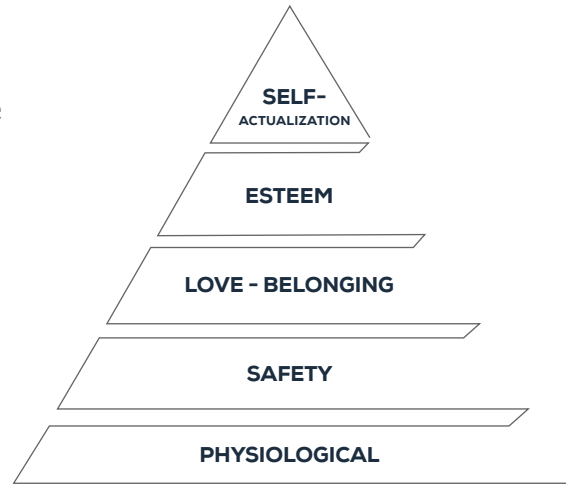 SELF-
ACTUALIZATION
ESTEEM
LOVE - BELONGING
SAFETY
PHYSIOLOGICAL